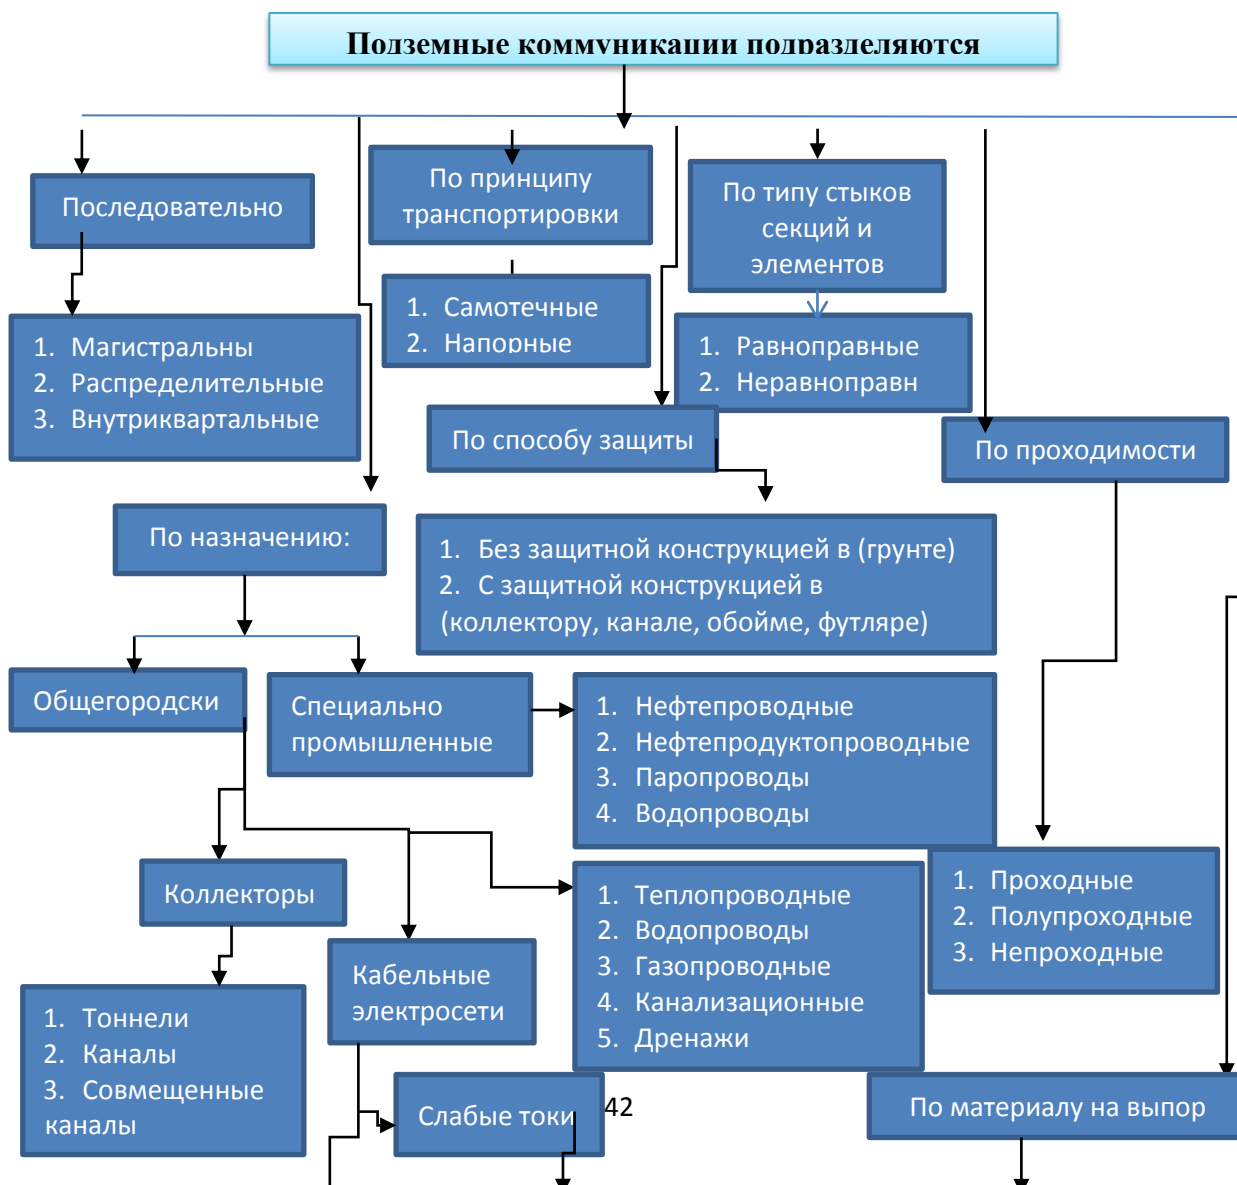 Подземные коммуникации подразделяются
Последовательно
По принципу
транспортировки
По типу стыков
секций и
элементов
1. Магистральны
2. Распределительные
3. Внутриквартальные
1. Самотечные
2. Напорные
1. Равноправные
2. Неравноправн
По способу защиты
По проходимости
По назначению:
1. Без защитной конструкцией в (грунте)
2. С защитной конструкцией в
(коллектору, канале, обойме, футляре)
Общегородски
Специально
промышленные
1. Нефтепроводные
2. Нефтепродуктопроводные
3. Паропроводы
4. Водопроводы
Коллекторы
Кабельные
электросети
1. Теплопроводные
2. Водопроводы
3. Газопроводные
4. Канализационные
5. Дренажи
1. Проходные
2. Полупроходные
3. Непроходные
1. Тоннели
2. Каналы
3. Совмещенные
каналы
Слабые токи
42
По материалу на выпор